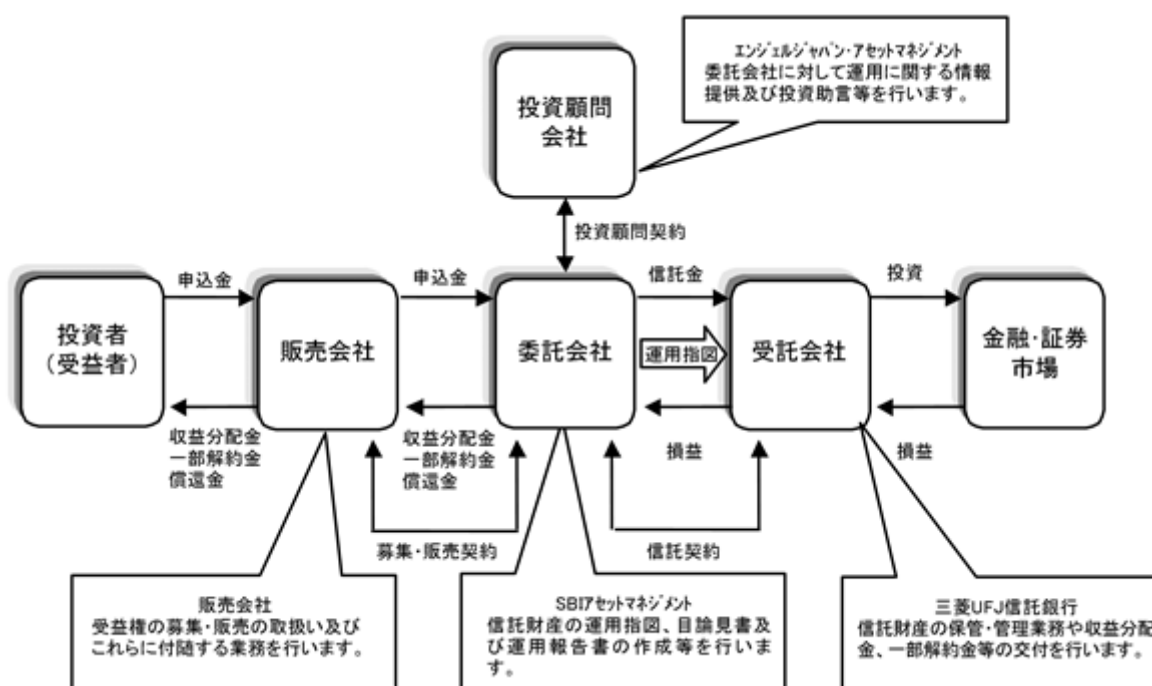 エンジェルジャパン・アセットマネジメント
委託会社に対して運用に関する情報
提供及び投資助言等を行います。
投資顧問
会社
投資顧問契約
申込金
申込金
信託金
投資
投資者
（受益者）
販売会社
委託会社
運用指図
受託会社
金融・証券
市場
収益分配金
一部解約金
償還金
収益分配金
一部解約金
償還金
損益
損益
募集・販売契約
信託契約
販売会社
受益権の募集・販売の取扱い及び
これらに付随する業務を行います。
SBIアセットマネジメント
信託財産の運用指図、目論見書及
び運用報告書の作成等を行いま
す。
三菱UFJ信託銀行
信託財産の保管・管理業務や収益分配
金、一部解約金等の交付を行います。